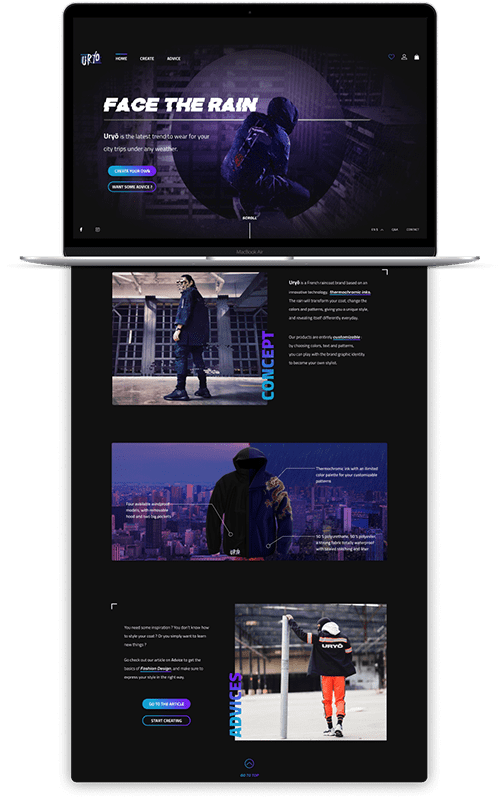 URYŌ
HOME CREATE ADVICE
FACE THE RAIN
Uryō is the latest trend to wear for your
city trips under any weather.
CREATE YOUR OWN
WANT SOME ADVICE ?
SCROLL
Q&A CONTACT
MacBook Air
Uryō is a French raincoat brand based on an
innovative technology : thermochromic inks.
The rain will transform your coat, change the
colors and patterns, giving you a unique style,
and revealing itself differently everyday.
Our products are entirely customizable
by choosing colors, text and patterns,
you can play with the brand graphic identity
to become your own stylist.
CONCEPT
Thermochromic ink with an limited
color palette for your customizable
patterns
Four available windproof
models, with removable
hood and two big pockets
50 % polyurethane, 50 % polyester,
a strong fabric totally waterproof
with sealed stitching and liner
URYŌ
You need some inspiration ? You don't know how
to style your coat ? Or you simply want to learn
new things ?
Go check out our article on Advice to get the
basics of Fashion Design, and make sure to
express your style in the right way.
GO TO THE ARTICLE
START CREATING
URYŌ
ADVICES